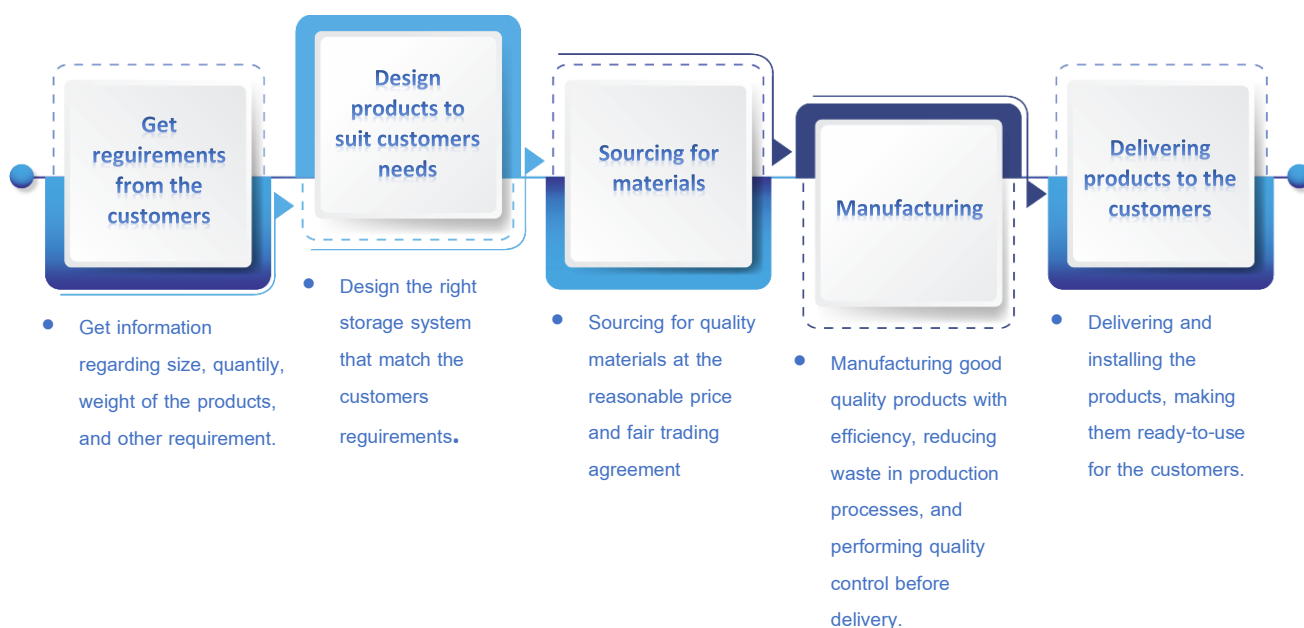 Get
reguirements
from the
customers
Design
products to
suit customers
needs
Sourcing for
materials
Manufacturing
Delivering
products to the
customers
• Get information
regarding size, quantily,
weight of the products,
and other requirement.
• Design the right
storage system
that match the
customers
reguirements.
• Sourcing for quality
materials at the
reasonable price
and fair trading
agreement
• Manufacturing good
quality products with
efficiency, reducing
waste in production
processes, and
performing quality
control before
delivery.
• Delivering and
installing the
products, making
them ready-to-use
for the customers.